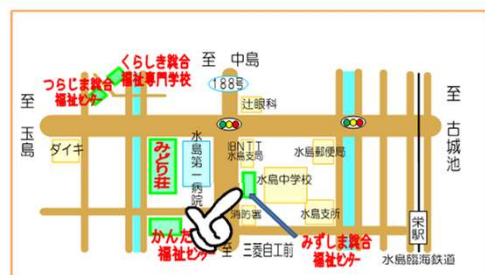 至 中島
くらしき総合
福祉専門学校
つらじま総合
福祉センター
188号
辻眼科
至 玉島
至 古城池
ダイキ
みどり荘
水島第一病院
旧NTT
水島支局
水島郵便局
水島中学校
消防署
水島支所
かんだ
福祉センター
みずしま総合
福祉センター
至 三菱自工前
栄駅
水島臨海鉄道